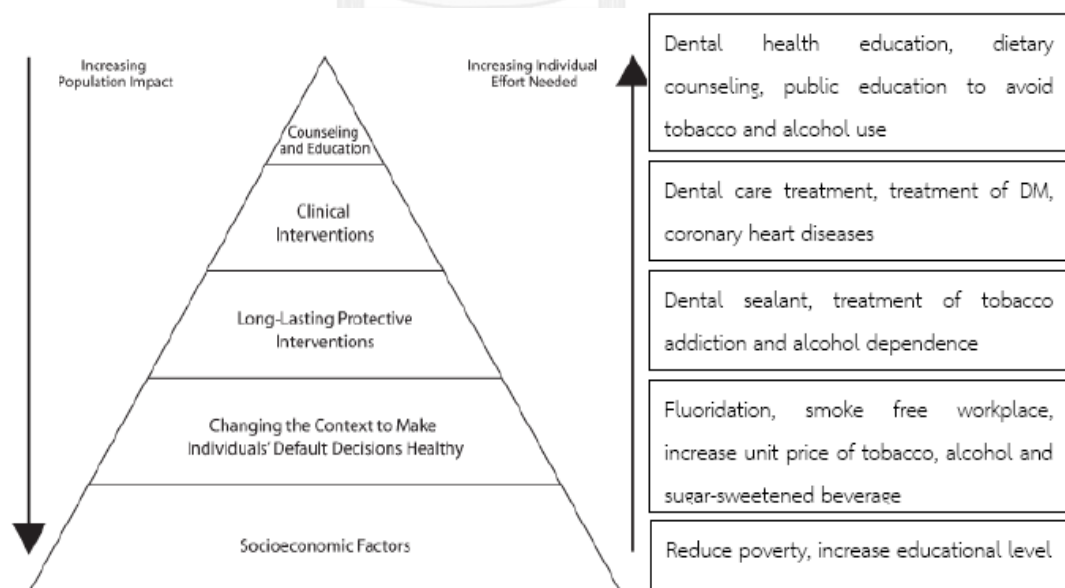 Increasing
Population Impact
Increasing Individual
Effort Needed
Counseling
and Education
Clinical
Interventions
Long-Lasting Protective
Interventions
Changing the Context to Make
Individuals' Default Decisions Healthy
Socioeconomic Factors
Dental health education, dietary
counseling, public education to avoid
tobacco and alcohol use
Dental care treatment, treatment of DM,
coronary heart diseases
Dental sealant, treatment of tobacco
addiction and alcohol dependence
Fluoridation, smoke free workplace,
increase unit price of tobacco, alcohol and
sugar-sweetened beverage
Reduce poverty, increase educational level